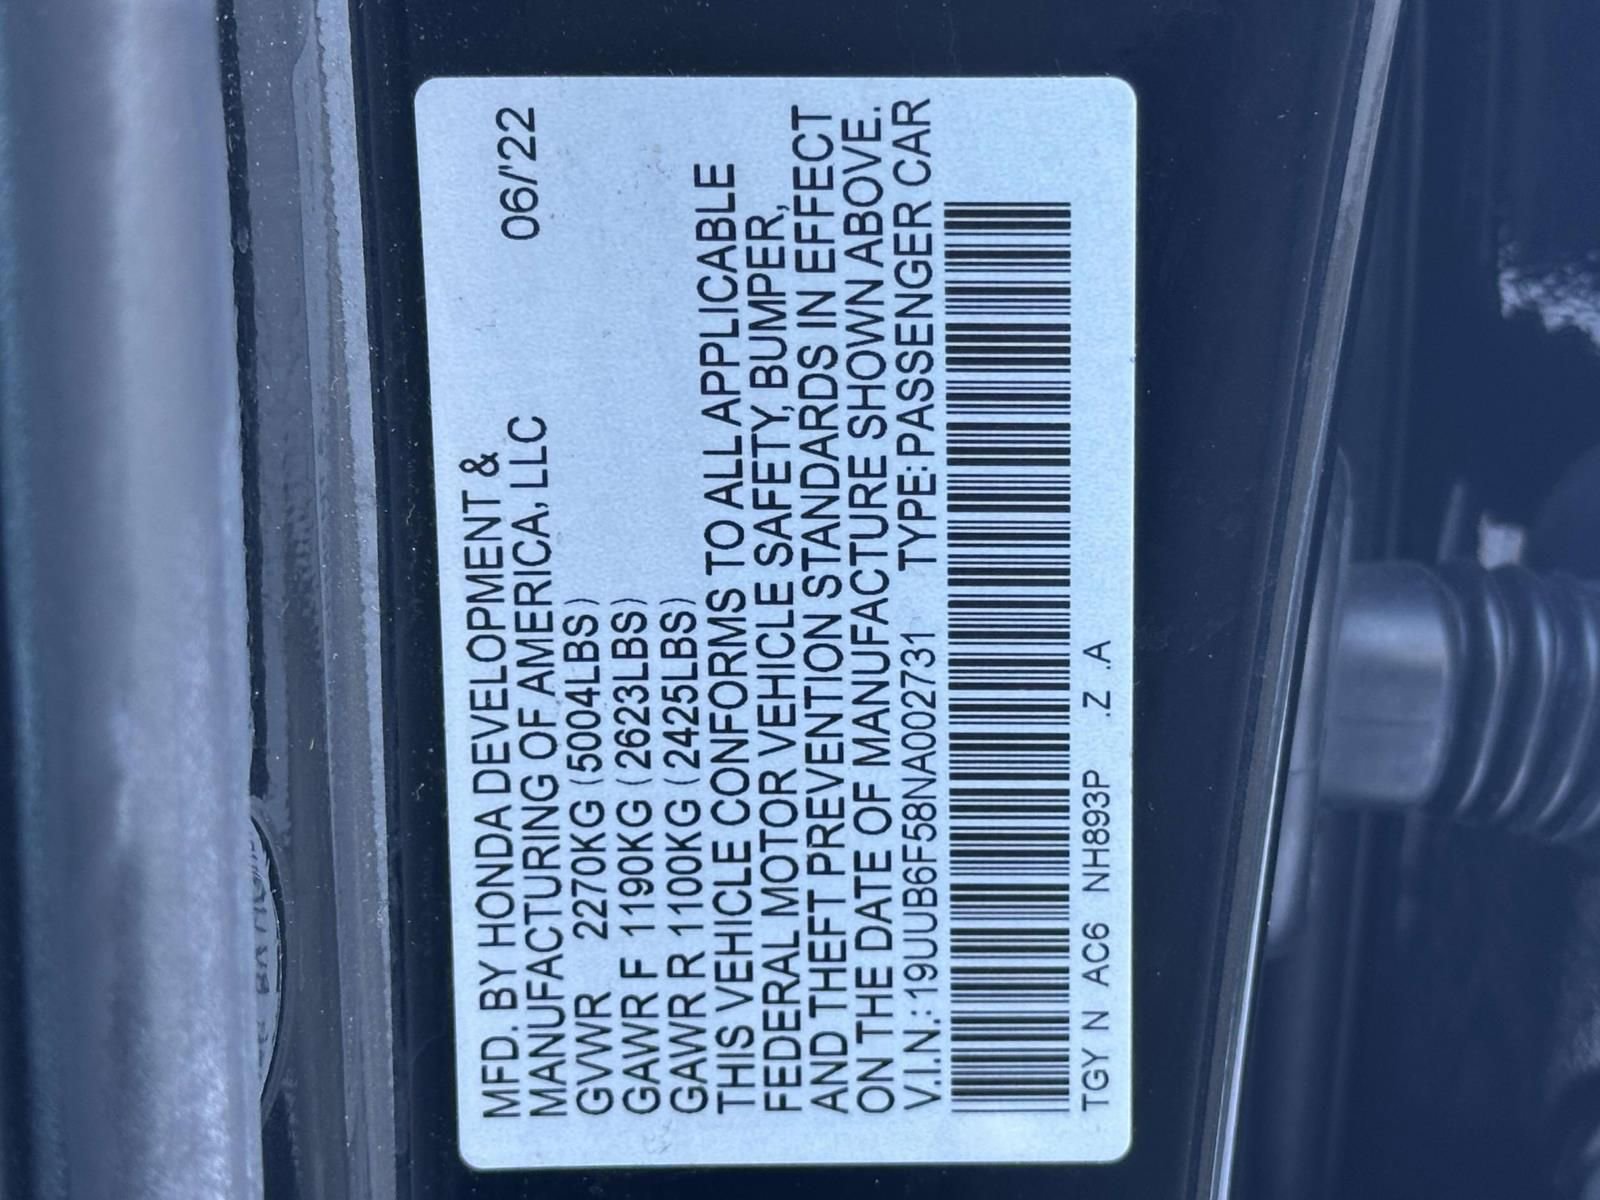 MFD. BY HONDA DEVELOPMENT &
MANUFACTURING OF AMERICA, LLC 06/'22
GVWR 2270KG (5004LBS)
GAWR F 1190KG (2623LBS)
GAWR R 1100KG (2425LBS)
THIS VEHICLE CONFORMS TO ALL APPLICABLE
FEDERAL MOTOR VEHICLE SAFETY, BUMPER,
AND THEFT PREVENTION STANDARDS IN EFFECT
ON THE DATE OF MANUFACTURE SHOWN ABOVE.
V.I.N.: 19UUB6F58NA002731 TYPE: PASSENGER CAR
TGY N AC6 NH893P .Z .A